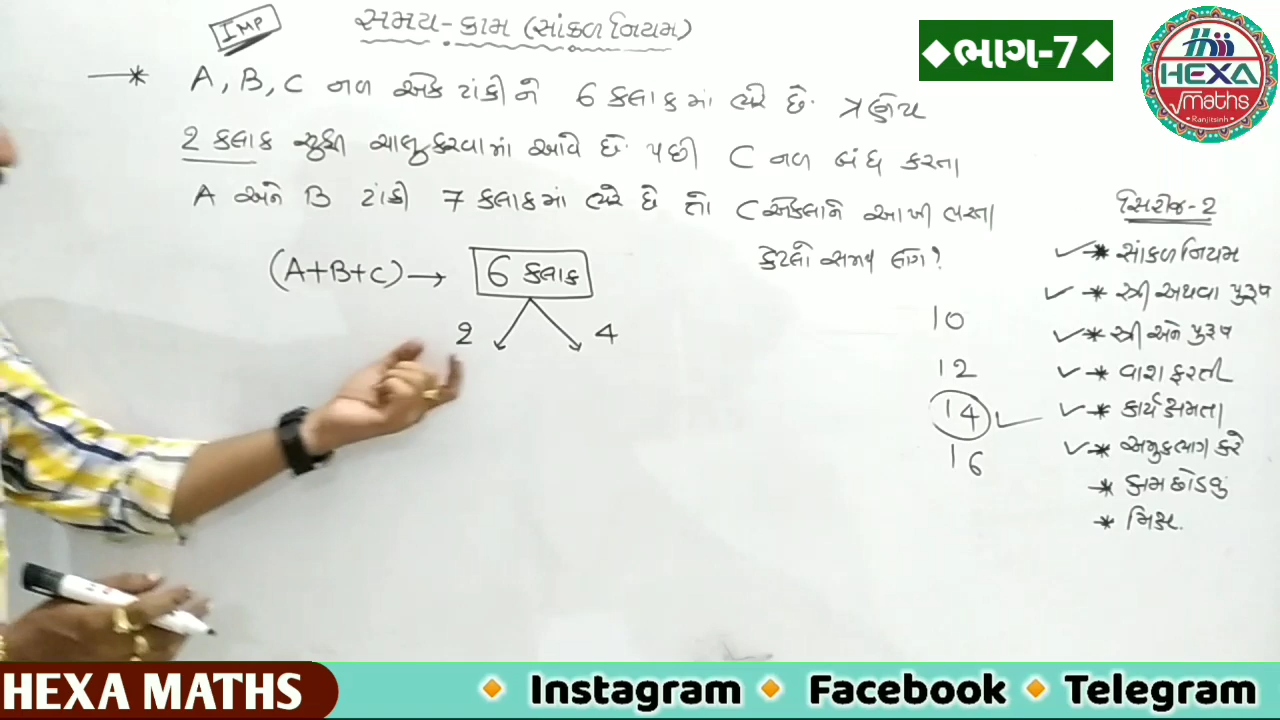 IMP
સમય-કામ (સાંકળ નિયમ)
A, B, C નળ એક ટાંકીને 6 કલાકમાં ભરે છે. ત્રણેય
2 કલાક સુધી ચાલુ કરવામાં આવે છે. પછી C નળ બંધ કરતા
A અને B ટાંકી 7 કલાકમાં ભરે છે તો C એકલાને આખી ભરતા
કેટલો સમય લાગે?
(A+B+C) → 6 કલાક
2 4
10
12
14
16
સિરીઝ-2
* સાંકળ નિયમ
* સ્ત્રી અથવા પુરૂષ
* સ્ત્રી અને પુરૂષ
* વાશ ફરતી
* કાર્યક્ષમતા
* અમુકભાગ કરે
* કામ છોડવું
* મિક્ષ.
◆ભાગ-7◆
HEXA
Maths
Ranjitsinh
HEXA MATHS
Instagram
Facebook
Telegram